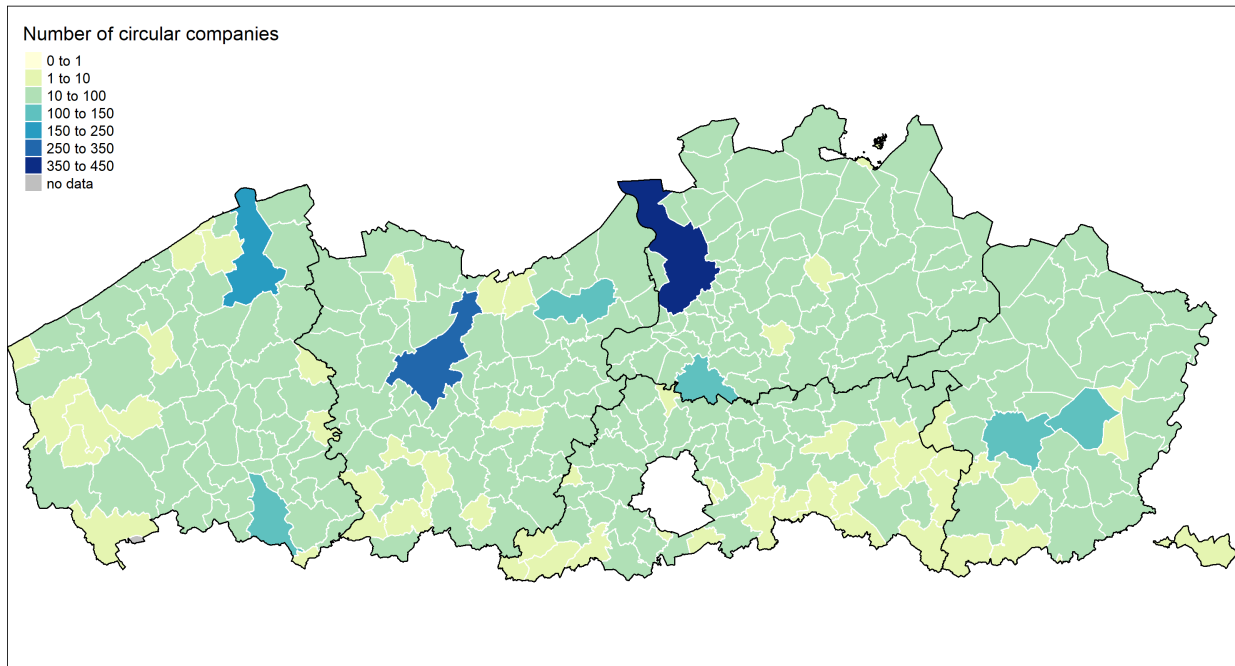 Number of circular companies
0 to 1
1 to 10
10 to 100
100 to 150
150 to 250
250 to 350
350 to 450
no data